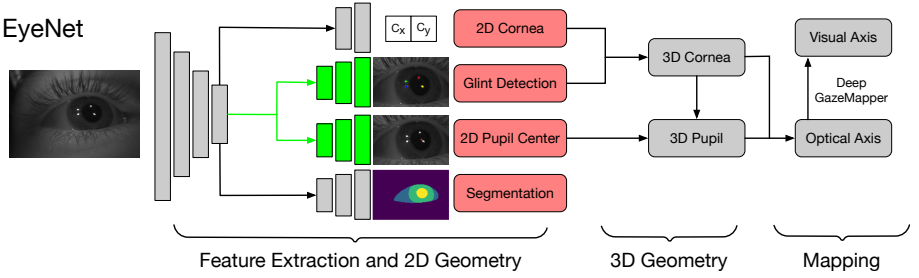 EyeNet
Cx Cy
2D Cornea
Glint Detection
2D Pupil Center
Segmentation
3D Cornea
3D Pupil
Visual Axis
Deep
GazeMapper
Optical Axis
Feature Extraction and 2D Geometry
3D Geometry
Mapping